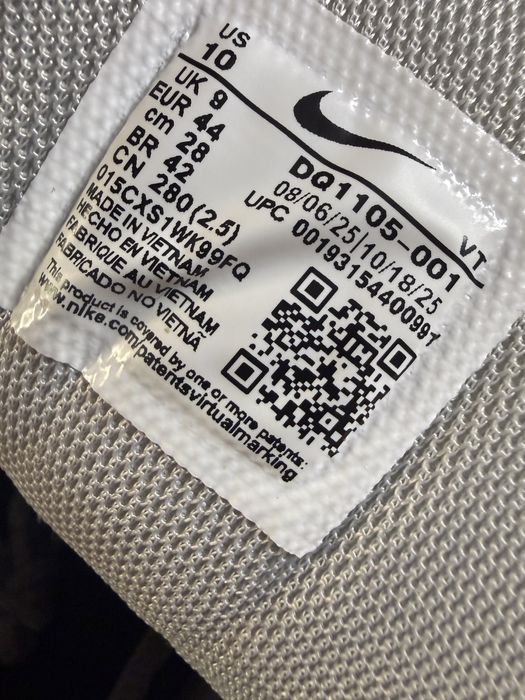 US
10
UK 9
EUR 44
cm 28
BR 42
CN 280(2.5)
015CXS1WK99FQ
MADE IN VIETNAM
HECHO EN VIETNAM
FABRIQUE AU VIETNAM
FABRICADO NO VIETNÃ
This product is covered by one or more patents:
www.nike.com/patentsvirtualmarking
DQ1105-001 VT
08/06/25|10/18/25
UPC 00193154400991